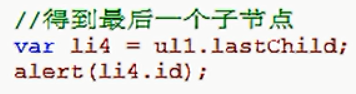 //得到最后一个子节点
var li4 = ul1.lastChild;
alert(li4.id);